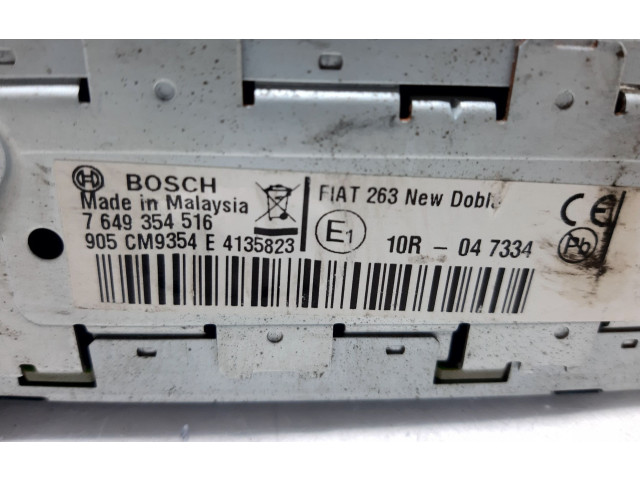 BOSCH
Made in Malaysia
7 649 354 516
905 CM9354 E 4135823
FIAT 263 New
E1
10R - 04 7334
CE
Pb